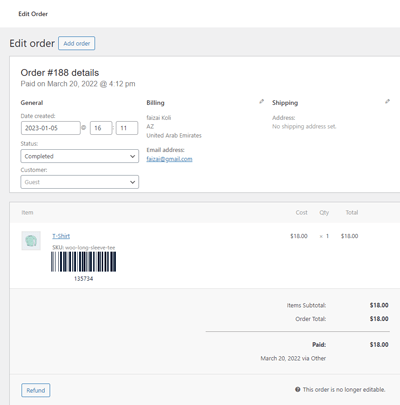 Edit Order
Edit order Add order
Order #188 details
Paid on March 20, 2022 @ 4:12 pm
General
Date created:
2023-01-05 @ 16 11
Status:
Completed
Customer:
Guest
Billing
faizal Koli
AZ
United Arab Emirates
Email address:
faizal@gmail.com
Shipping
Address:
No shipping address set.
Item Cost Qty Total
T-Shirt $18.00 × 1 $18.00
SKU: woo-long-sleeve-tee
135734
Items Subtotal: $18.00
Order Total: $18.00
Paid: $18.00
March 20, 2022 via Other
Refund
This order is no longer editable.